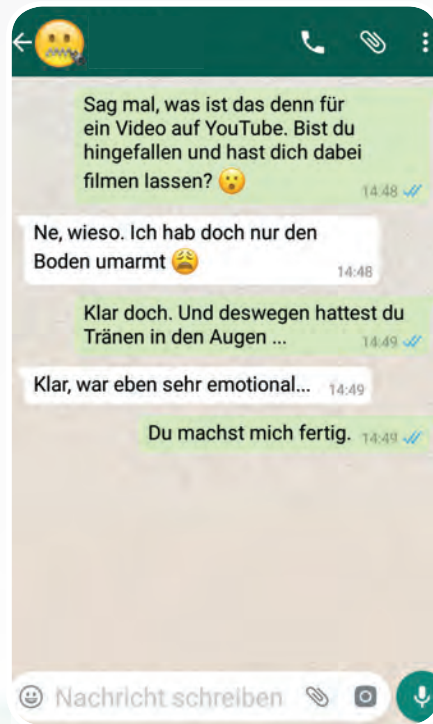 Sag mal, was ist das denn für
ein Video auf YouTube. Bist du
hingefallen und hast dich dabei
filmen lassen? 😮
14:48
Ne, wieso. Ich hab doch nur den
Boden umarmt 😩
14:48
Klar doch. Und deswegen hattest du
Tränen in den Augen ...
14:49
Klar, war eben sehr emotional... 14:49
Du machst mich fertig. 14:49
Nachricht schreiben